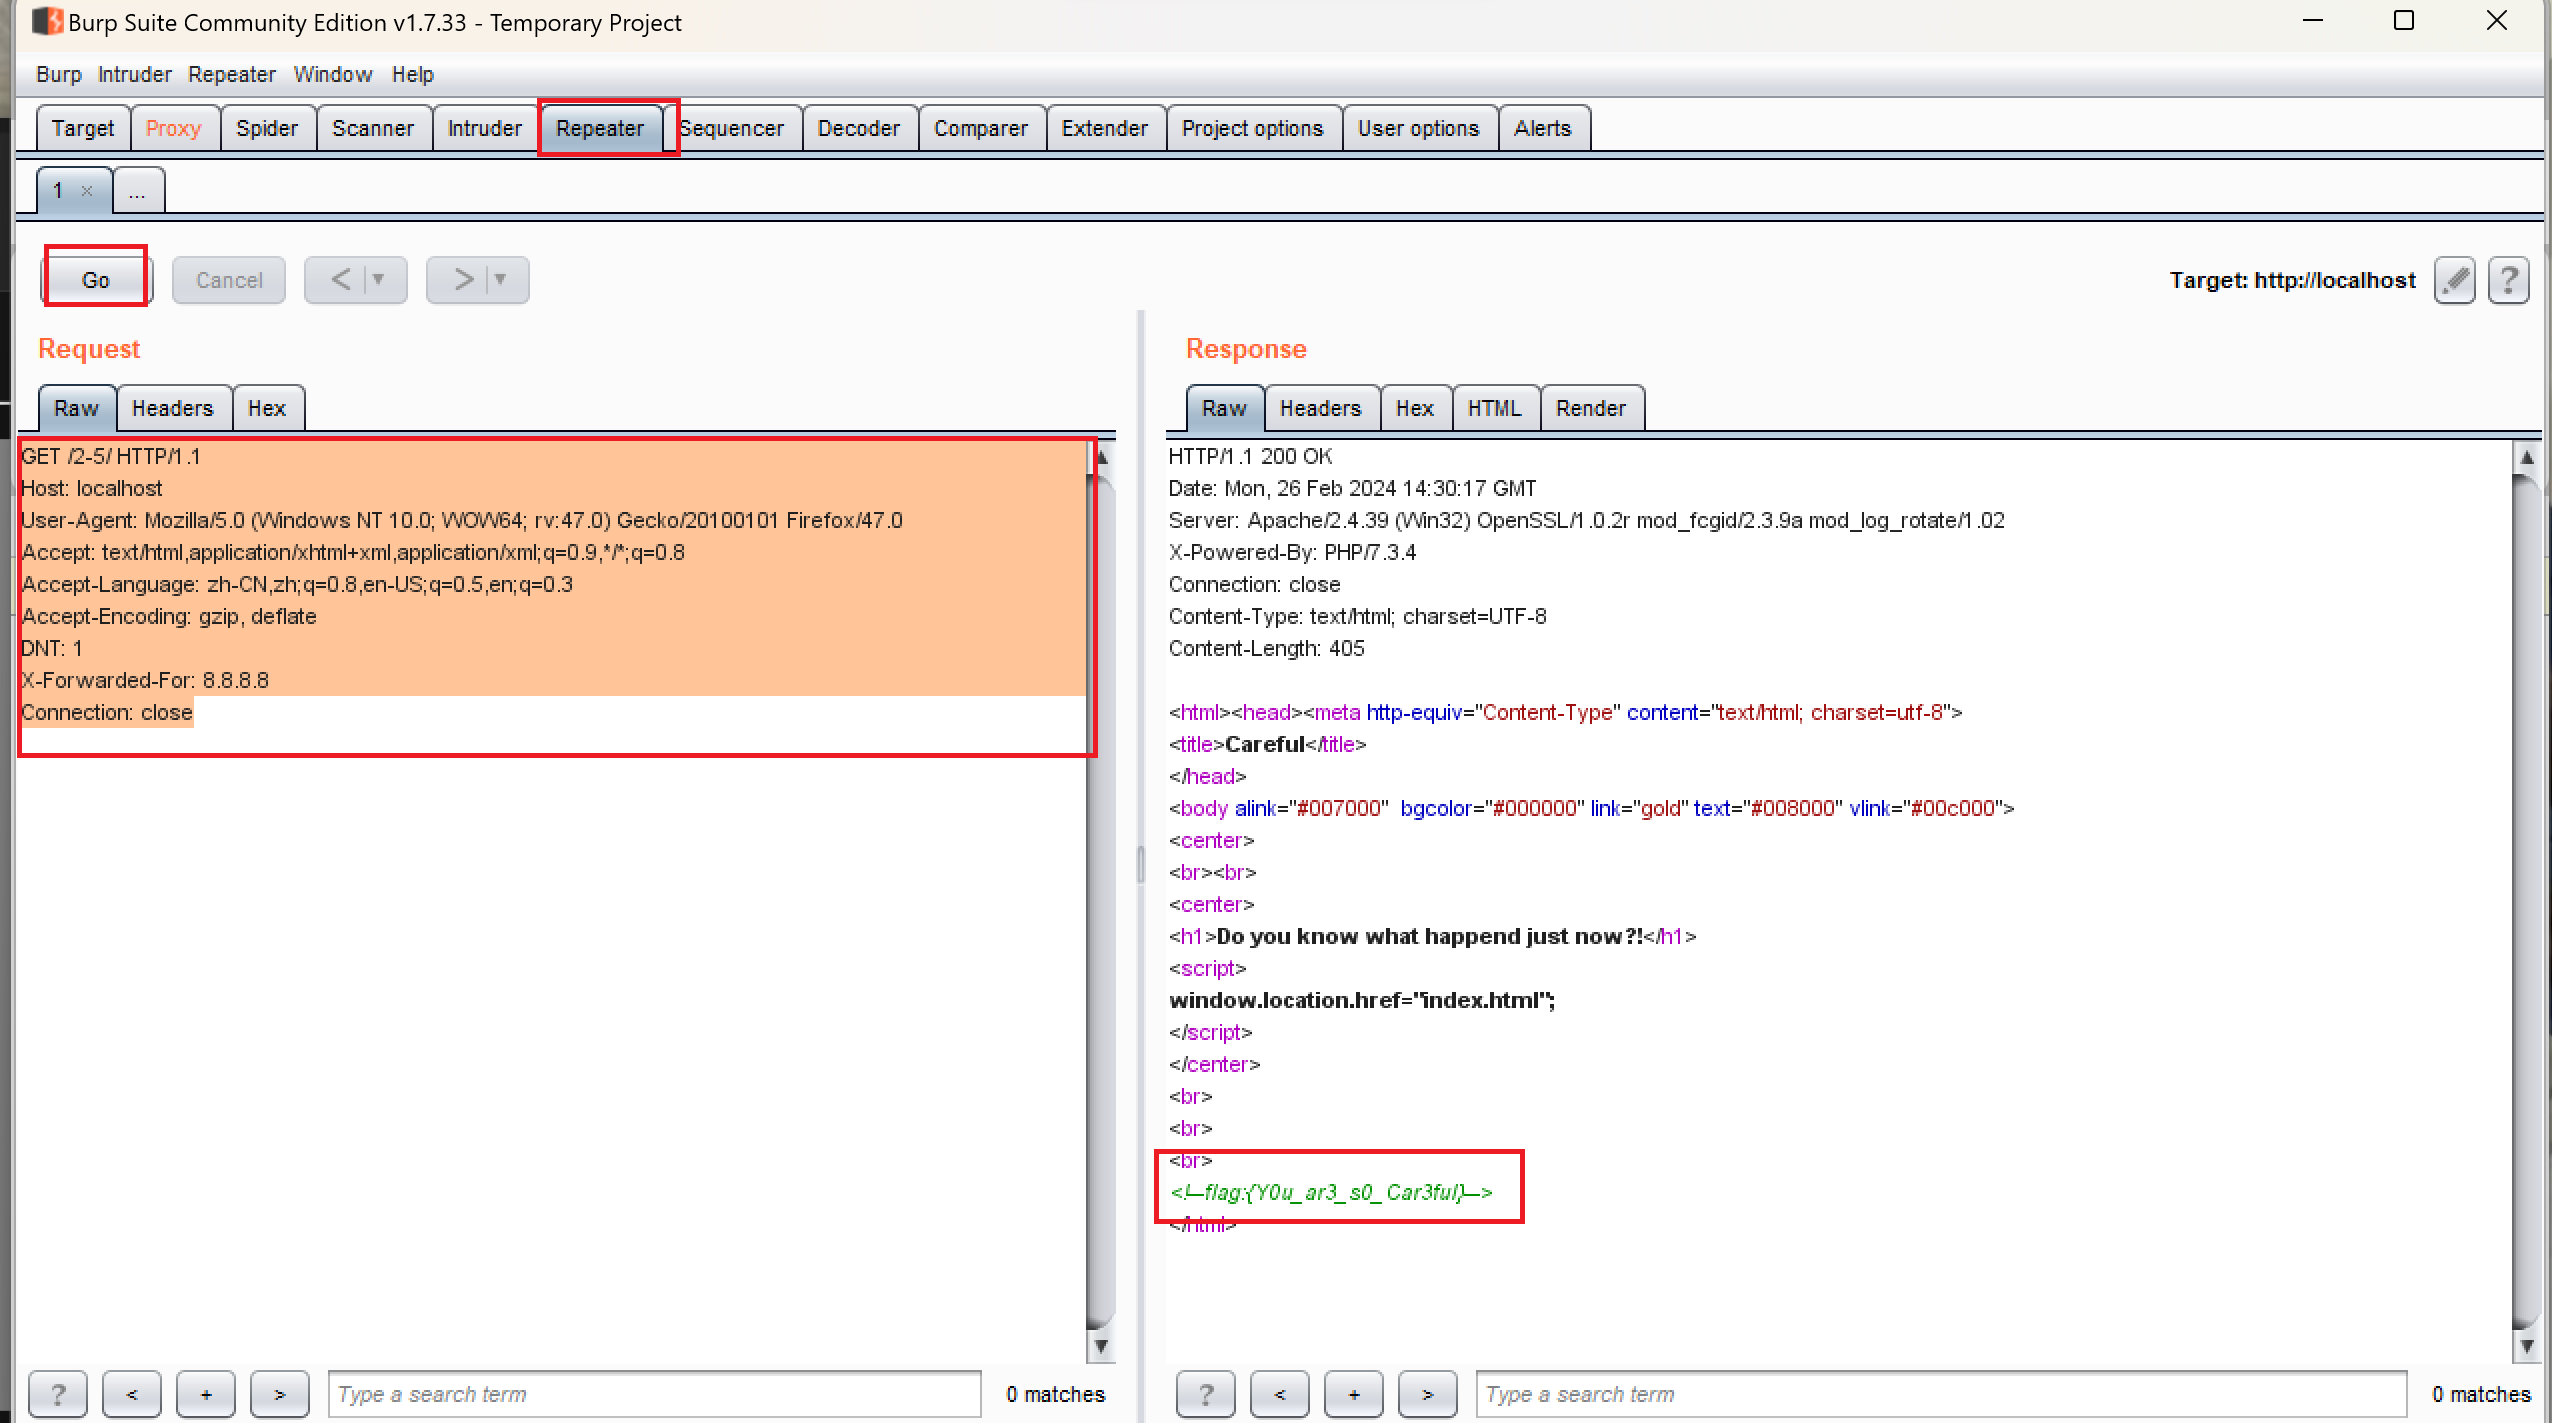 Burp Suite Community Edition v1.7.33 - Temporary Project
Burp Intruder Repeater Window Help
Target Proxy Spider Scanner Intruder Repeater Sequencer Decoder Comparer Extender Project options User options Alerts
1 × ...
Go Cancel < ▼ > ▼ Target: http://localhost ?
Request
Raw Headers Hex
GET /2-5/ HTTP/1.1
Host: localhost
User-Agent: Mozilla/5.0 (Windows NT 10.0; WOW64; rv:47.0) Gecko/20100101 Firefox/47.0
Accept: text/html,application/xhtml+xml,application/xml;q=0.9,*/*;q=0.8
Accept-Language: zh-CN,zh;q=0.8,en-US;q=0.5,en;q=0.3
Accept-Encoding: gzip, deflate
DNT: 1
X-Forwarded-For: 8.8.8.8
Connection: close
? < + > Type a search term 0 matches
Response
Raw Headers Hex HTML Render
HTTP/1.1 200 OK
Date: Mon, 26 Feb 2024 14:30:17 GMT
Server: Apache/2.4.39 (Win32) OpenSSL/1.0.2r mod_fcgid/2.3.9a mod_log_rotate/1.02
X-Powered-By: PHP/7.3.4
Connection: close
Content-Type: text/html; charset=UTF-8
Content-Length: 405
<html><head><meta http-equiv="Content-Type" content="text/html; charset=utf-8">
<title>Careful</title>
</head>
<body alink="#007000"  bgcolor="#000000" link="gold" text="#008000" vlink="#00c000">
<center>
<br><br>
<center>
<h1>Do you know what happend just now?!</h1>
<script>
window.location.href="index.html";
</script>
</center>
<br>
<br>
<br>
<!--flag:{Y0u_ar3_s0_Car3ful}-->
</html>
? < + > Type a search term 0 matches